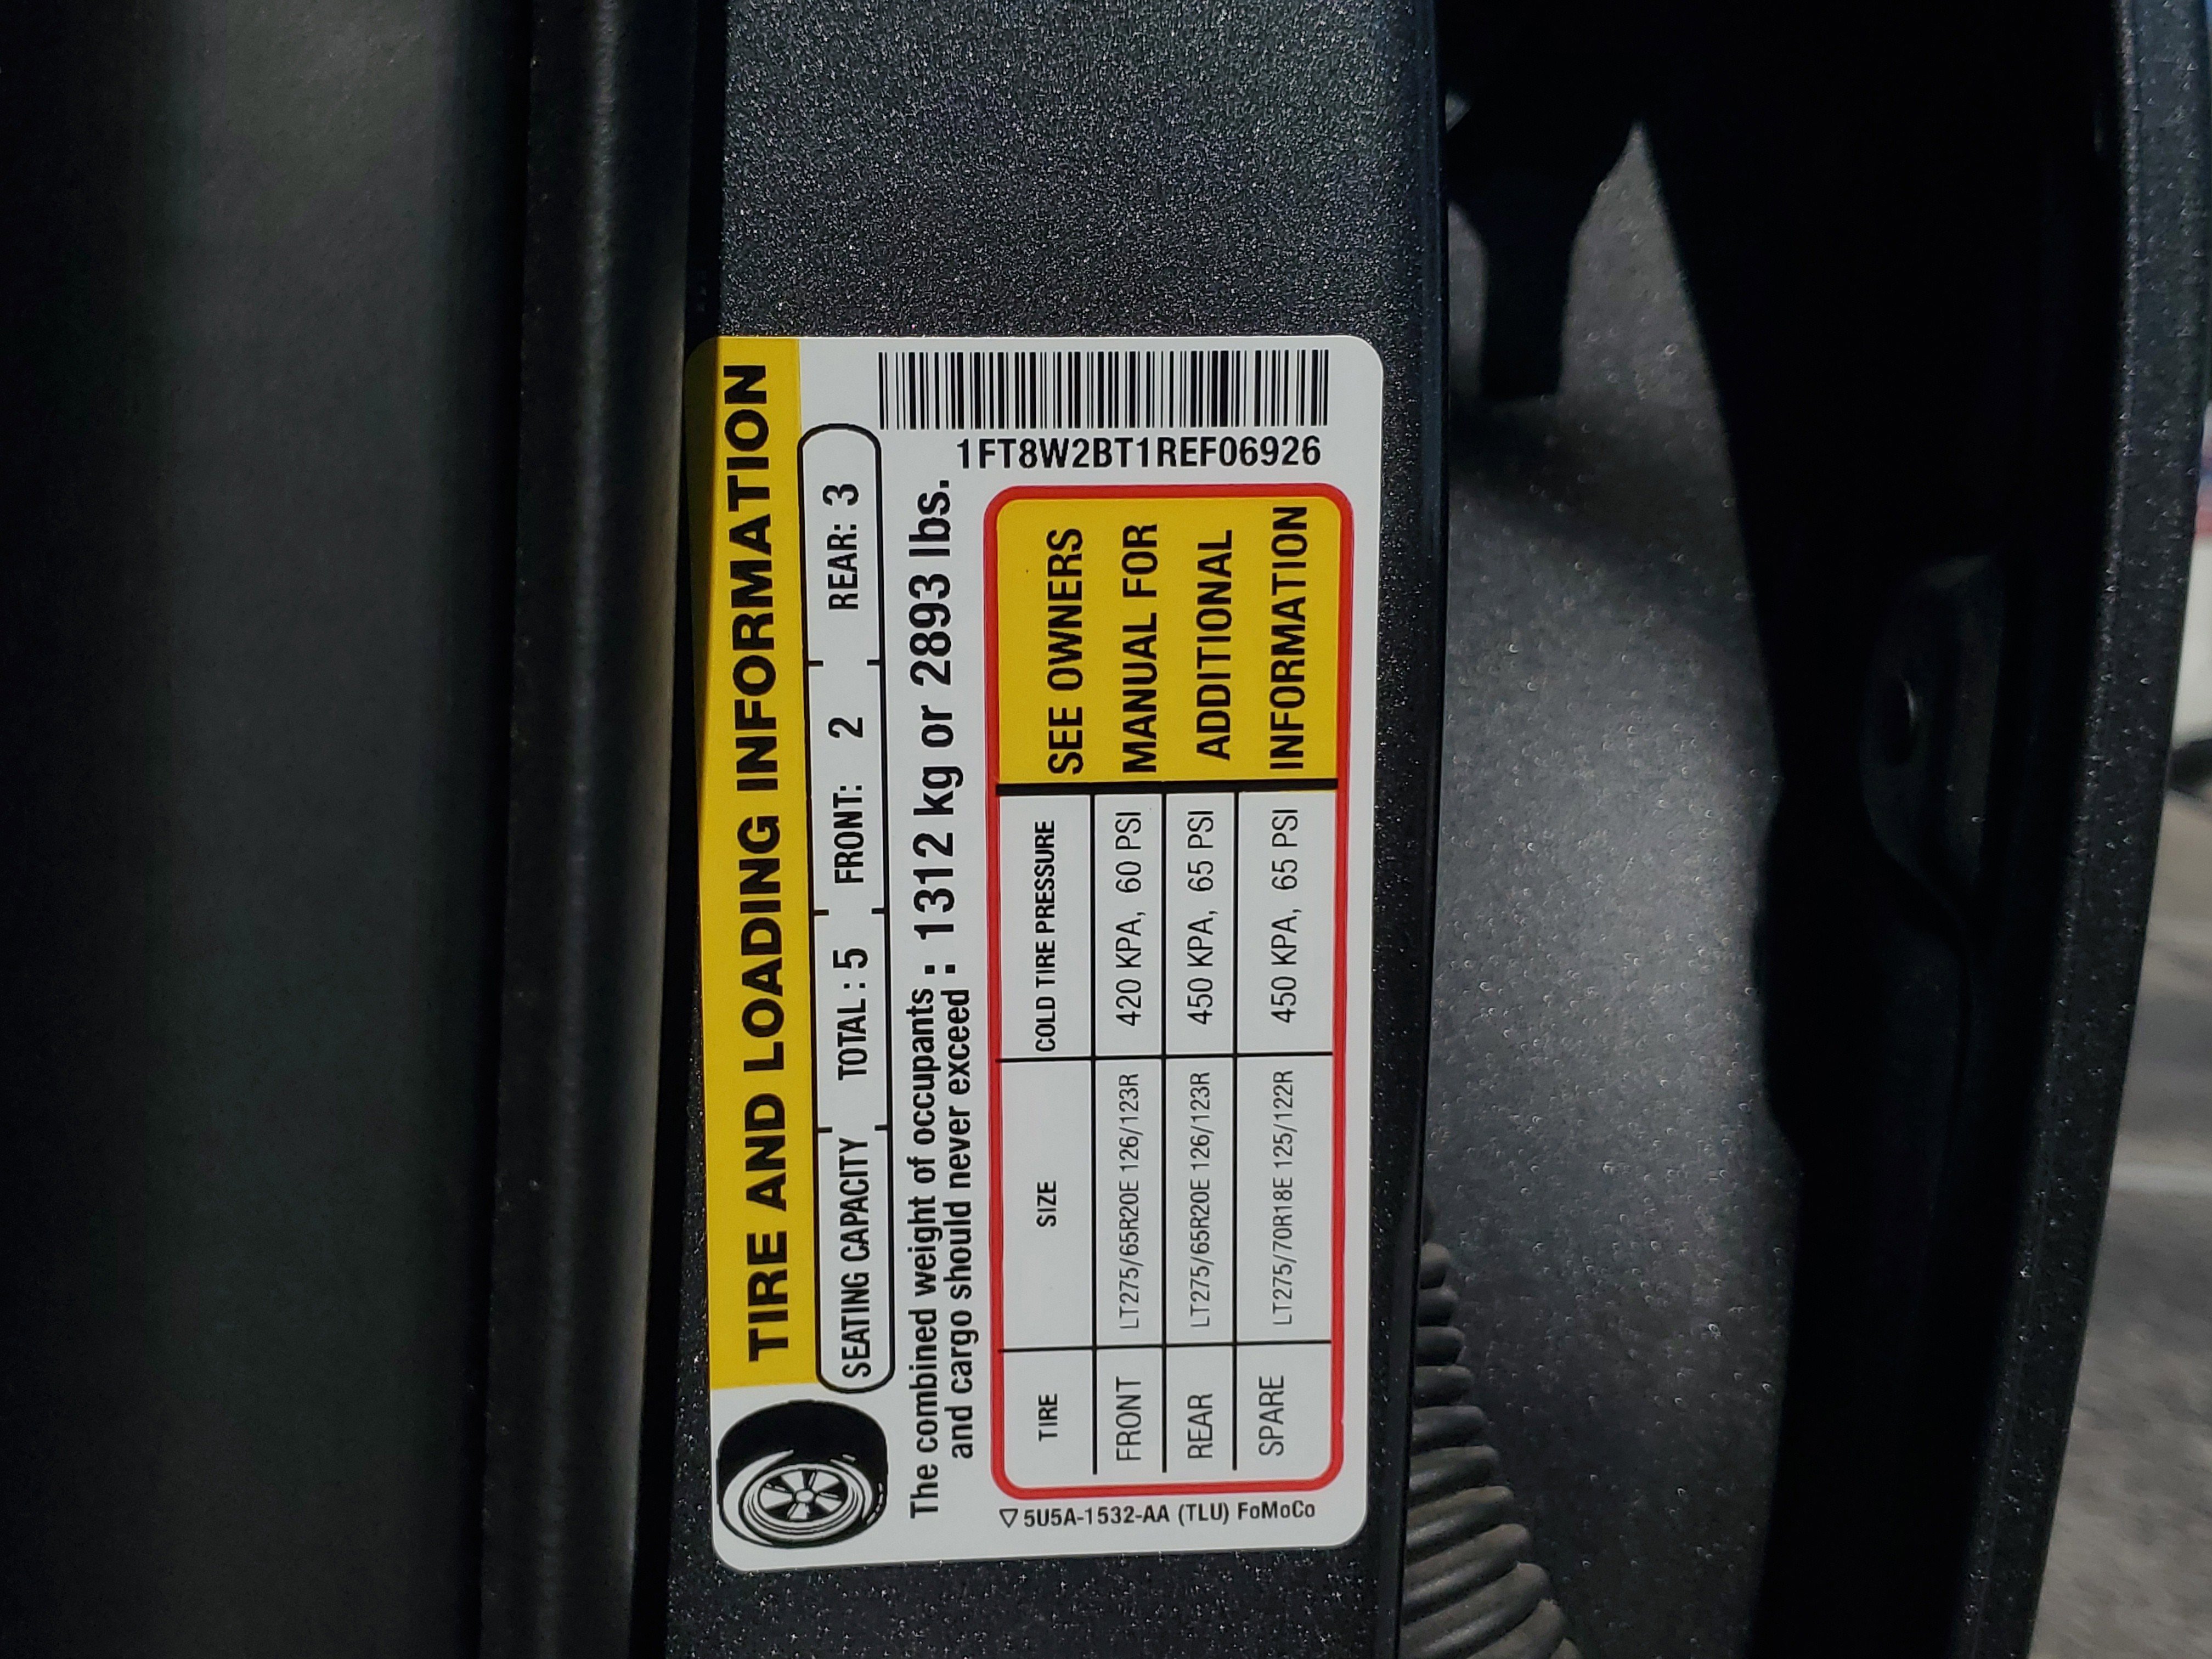 TIRE AND LOADING INFORMATION
SEATING CAPACITY TOTAL : 5 FRONT: 2 REAR: 3
The combined weight of occupants : 1312 kg or 2893 lbs.
and cargo should never exceed :
TIRE SIZE COLD TIRE PRESSURE
FRONT LT275/65R20E 126/123R 420 KPA, 60 PSI
REAR LT275/65R20E 126/123R 450 KPA, 65 PSI
SPARE LT275/70R18E 125/122R 450 KPA, 65 PSI
SEE OWNERS
MANUAL FOR
ADDITIONAL
INFORMATION
1FT8W2BT1REF06926
5U5A-1532-AA (TLU) FoMoCo